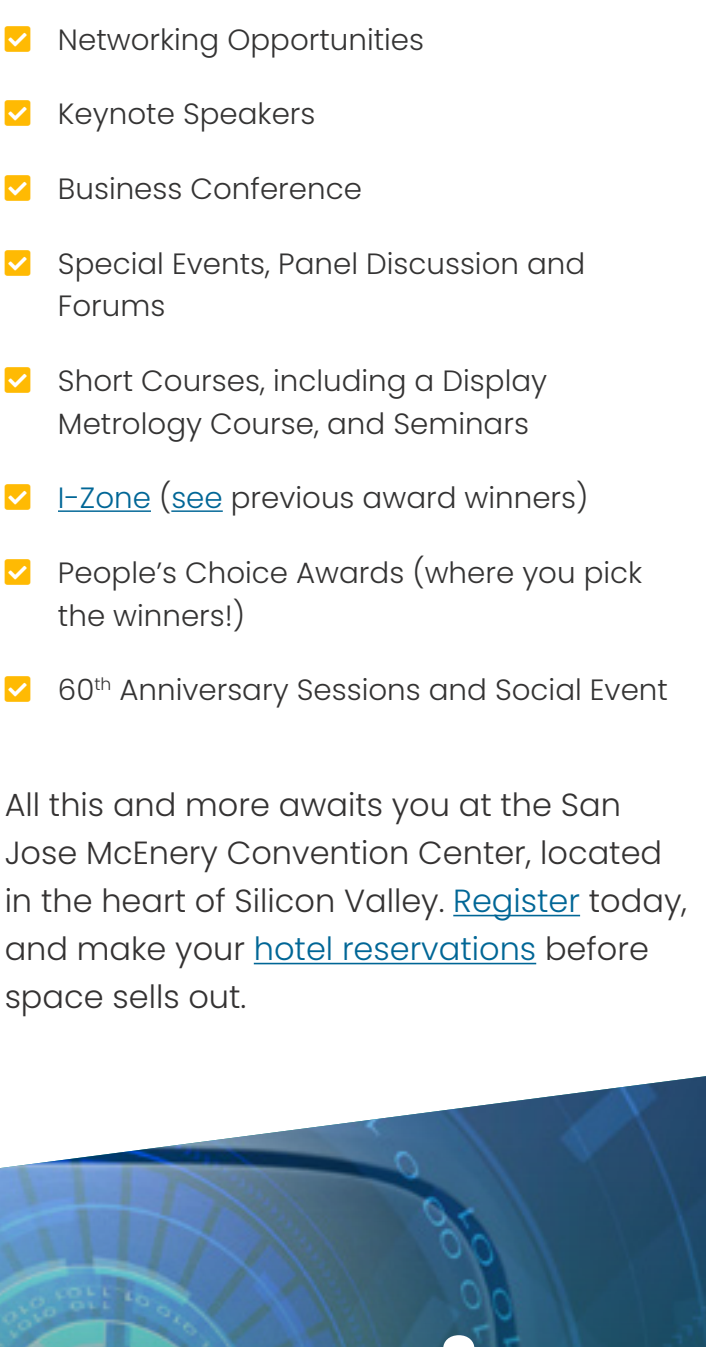 Networking Opportunities
Keynote Speakers
Business Conference
Special Events, Panel Discussion and
Forums
Short Courses, including a Display
Metrology Course, and Seminars
I-Zone (see previous award winners)
People’s Choice Awards (where you pick
the winners!)
60th Anniversary Sessions and Social Event
All this and more awaits you at the San
Jose McEnery Convention Center, located
in the heart of Silicon Valley. Register today,
and make your hotel reservations before
space sells out.